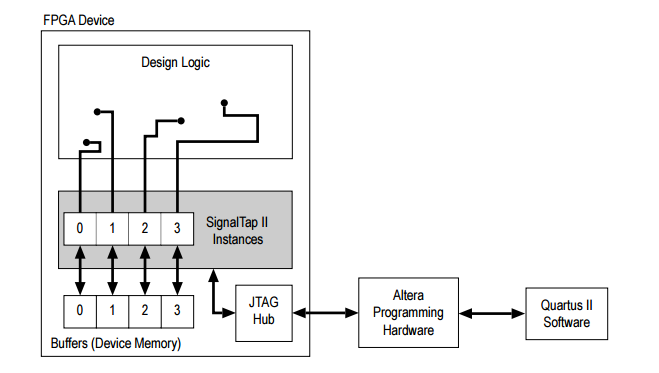 FPGA Device
Design Logic
0 1 2 3
SignalTap II
Instances
0 1 2 3
Buffers (Device Memory)
JTAG
Hub
Altera
Programming
Hardware
Quartus II
Software